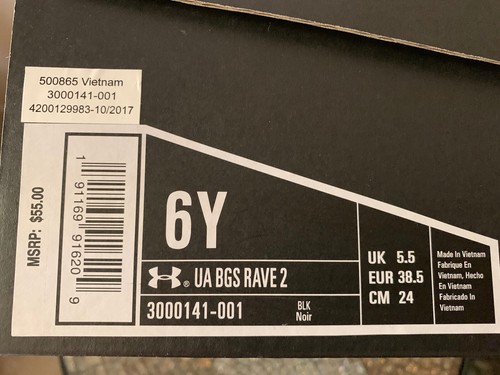 500865 Vietnam
3000141-001
4200129983-10/2017
MSRP: $55.00
1 91169 91620 9
6Y
UA BGS RAVE 2
3000141-001
BLK
Noir
UK 5.5
EUR 38.5
CM 24
Made In Vietnam
Fabrique En
Vietnam, Hecho
En Vietnam
Fabricado In
Vietnam